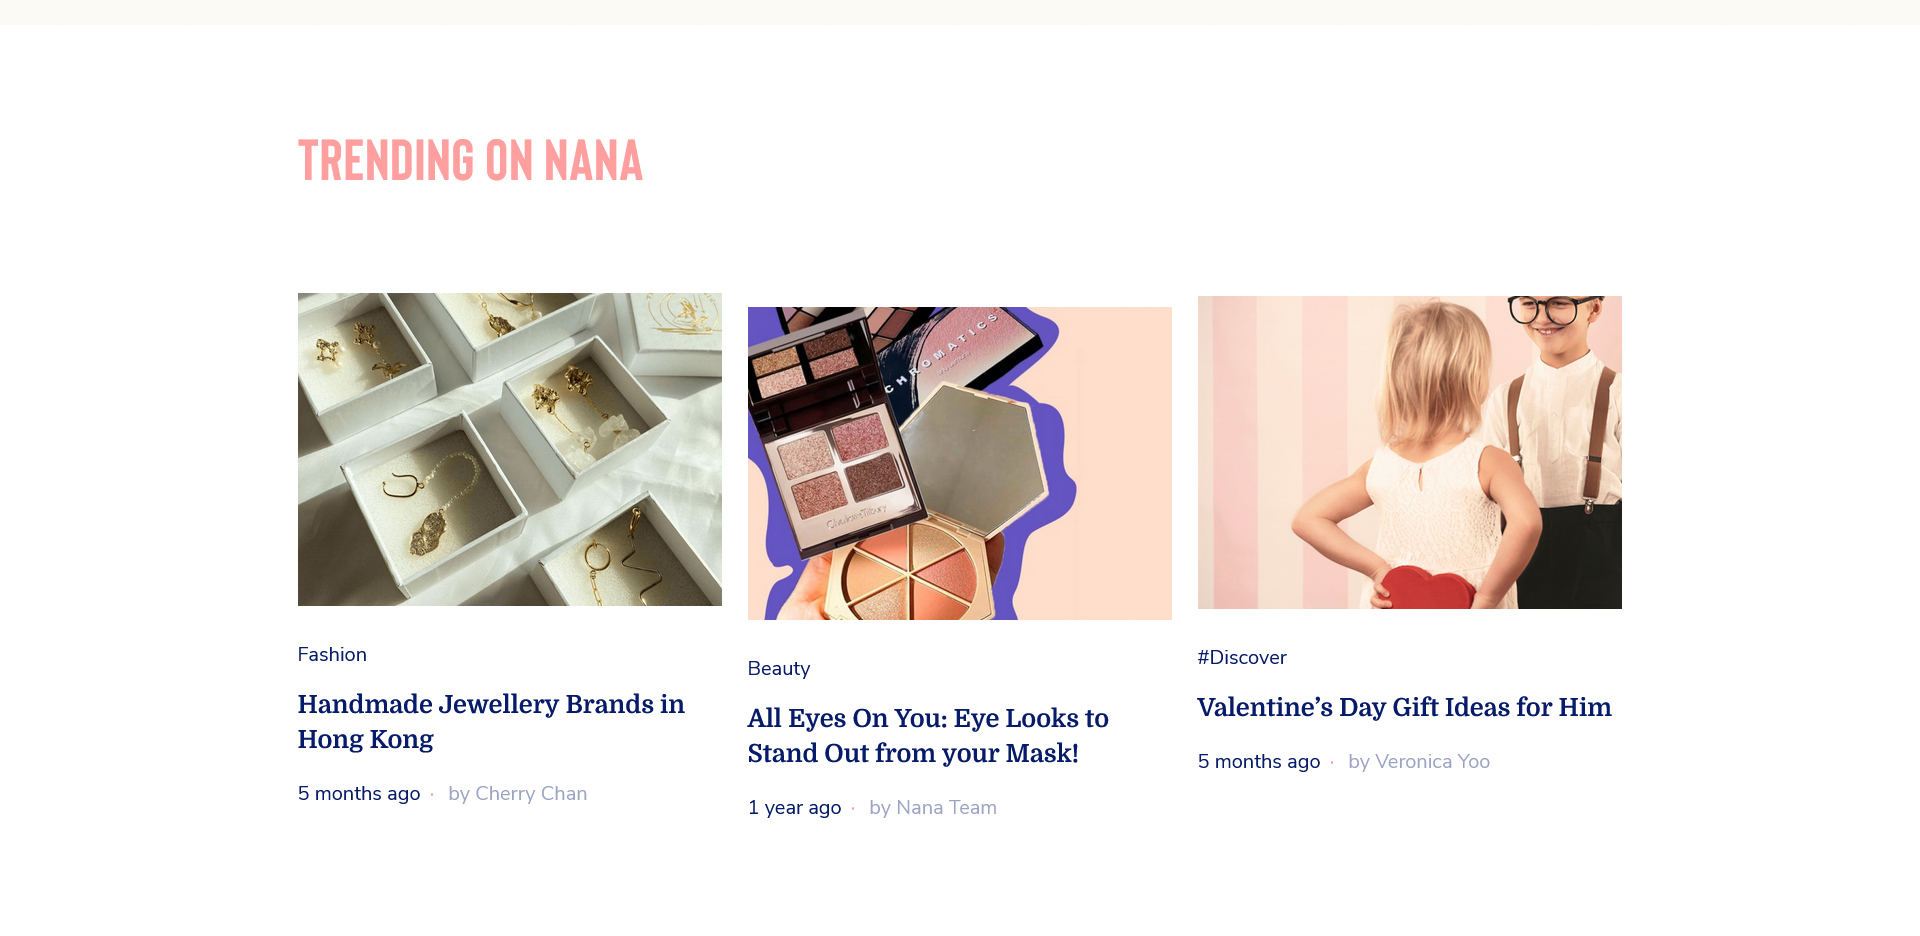 TRENDING ON NANA
CHROMATICS
Charlotte Tilbury
Fashion
Handmade Jewellery Brands in
Hong Kong
5 months ago · by Cherry Chan
Beauty
All Eyes On You: Eye Looks to
Stand Out from your Mask!
1 year ago · by Nana Team
#Discover
Valentine’s Day Gift Ideas for Him
5 months ago · by Veronica Yoo